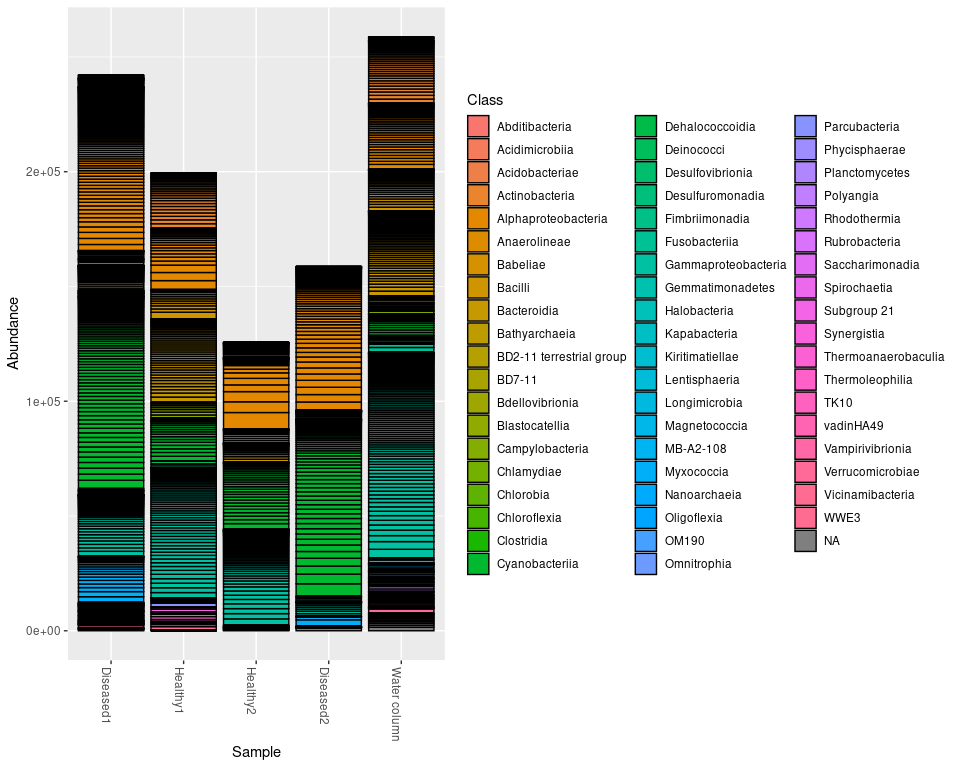 Abundance
2e+05
1e+05
0e+00
Diseased1
Healthy1
Healthy2
Diseased2
Water column
Sample
Class
Abditibacteria
Acidimicrobiia
Acidobacteriae
Actinobacteria
Alphaproteobacteria
Anaerolineae
Babeliae
Bacilli
Bacteroidia
Bathyarchaeia
BD2-11 terrestrial group
BD7-11
Bdellovibrionia
Blastocatellia
Campylobacteria
Chlamydiae
Chlorobia
Chloroflexia
Clostridia
Cyanobacteriia
Dehalococcoidia
Deinococci
Desulfovibrionia
Desulfuromonadia
Fimbriimonadia
Fusobacteriia
Gammaproteobacteria
Gemmatimonadetes
Halobacteria
Kapabacteria
Kiritimatiellae
Lentisphaeria
Longimicrobia
Magnetococcia
MB-A2-108
Myxococcia
Nanoarchaeia
Oligoflexia
OM190
Omnitrophia
Parcubacteria
Phycisphaerae
Planctomycetes
Polyangia
Rhodothermia
Rubrobacteria
Saccharimonadia
Spirochaetia
Subgroup 21
Synergistia
Thermoanaerobaculia
Thermoleophilia
TK10
vadinHA49
Vampirivibrionia
Verrucomicrobiae
Vicinamibacteria
WWE3
NA